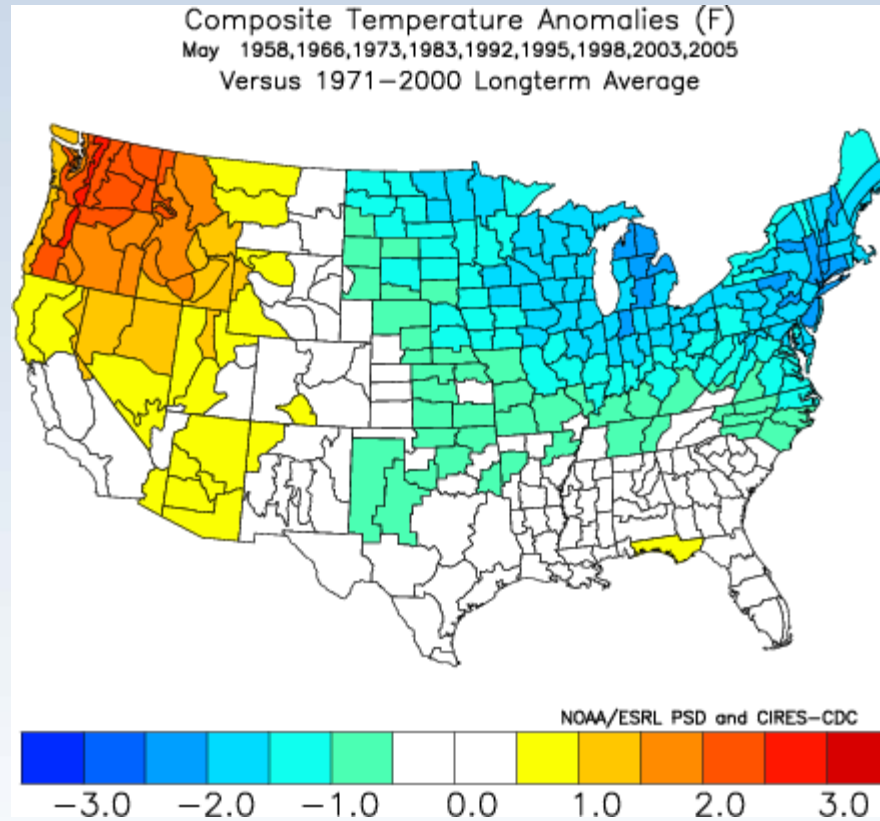 Composite Temperature Anomalies (F)
May 1958,1966,1973,1983,1992,1995,1998,2003,2005
Versus 1971-2000 Longterm Average
NOAA/ESRL PSD and CIRES-CDC
-3.0 -2.0 -1.0 0.0 1.0 2.0 3.0